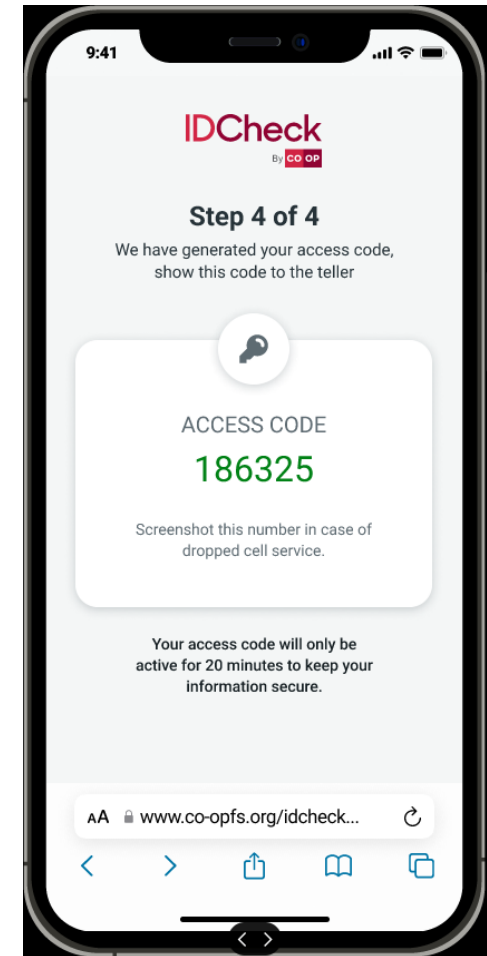 9:41
IDCheck
By CO OP
Step 4 of 4
We have generated your access code,
show this code to the teller
ACCESS CODE
186325
Screenshot this number in case of
dropped cell service.
Your access code will only be
active for 20 minutes to keep your
information secure.
AA www.co-opfs.org/idcheck...